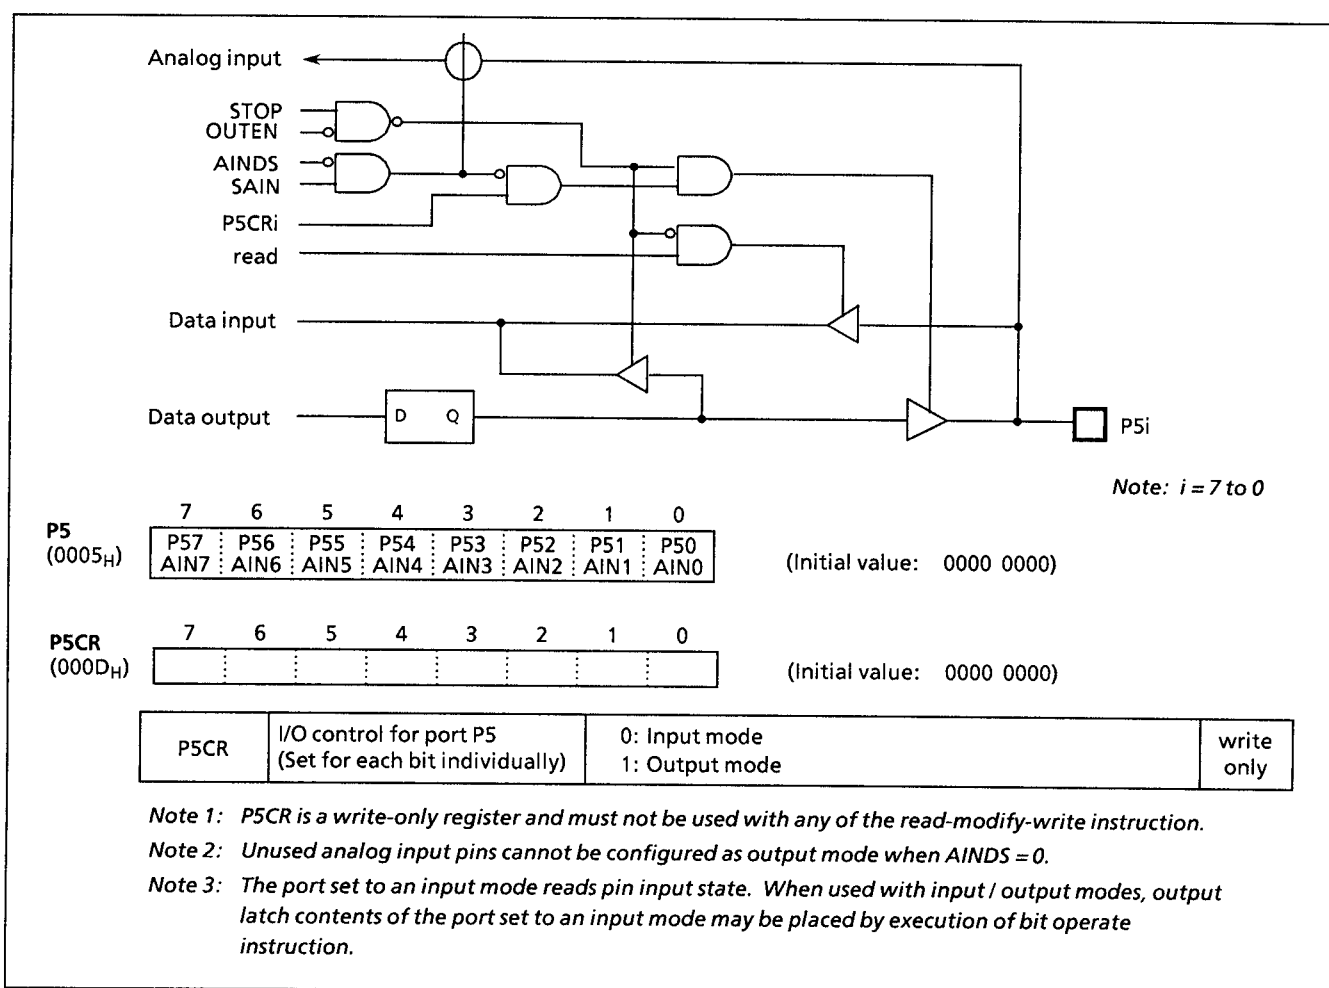 Analog input
STOP
OUTEN
AINDS
SAIN
P5CRi
read
Data input
Data output
D Q
P5i
Note: i = 7 to 0
7 6 5 4 3 2 1 0
P5
(0005H)
P57 P56 P55 P54 P53 P52 P51 P50
AIN7 AIN6 AIN5 AIN4 AIN3 AIN2 AIN1 AIN0
(Initial value: 0000 0000)
7 6 5 4 3 2 1 0
P5CR
(000DH)
(Initial value: 0000 0000)
P5CR
I/O control for port P5
(Set for each bit individually)
0: Input mode
1: Output mode
write
only
Note 1: P5CR is a write-only register and must not be used with any of the read-modify-write instruction.
Note 2: Unused analog input pins cannot be configured as output mode when AINDS = 0.
Note 3: The port set to an input mode reads pin input state. When used with input / output modes, output
latch contents of the port set to an input mode may be placed by execution of bit operate
instruction.